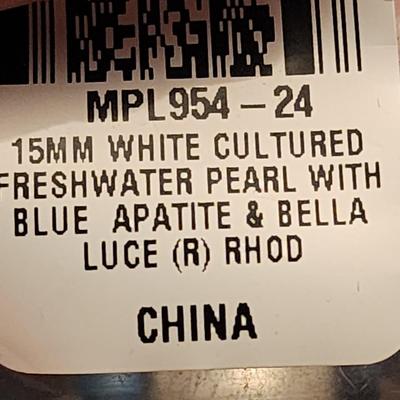 MPL954-24
15MM WHITE CULTURED
FRESHWATER PEARL WITH
BLUE APATITE & BELLA
LUCE (R) RHOD
CHINA